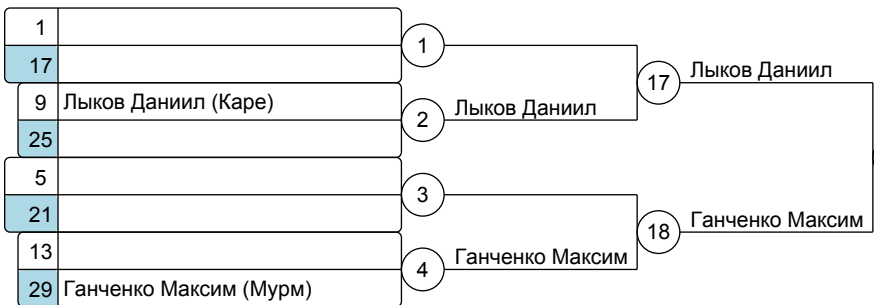 1
1
17
17
Лыков Даниил
9 Лыков Даниил (Каре)
2
Лыков Даниил
25
5
3
21
18
Ганченко Максим
13
4
Ганченко Максим
29 Ганченко Максим (Мурм)